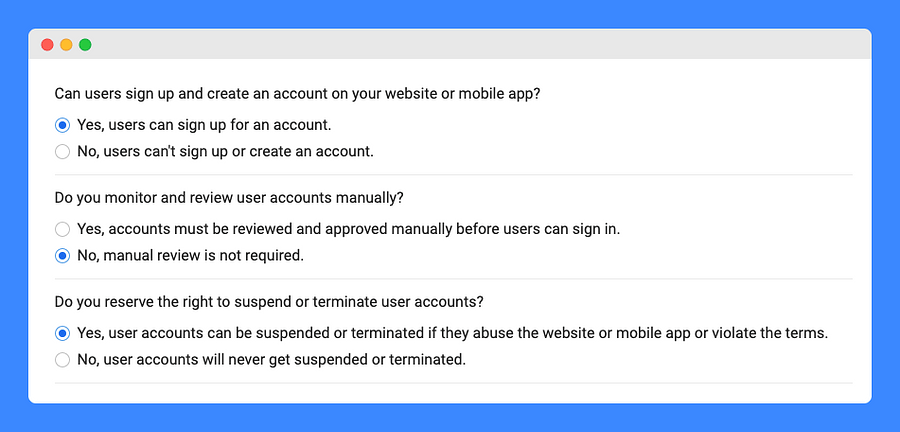 Can users sign up and create an account on your website or mobile app?
Yes, users can sign up for an account.
No, users can't sign up or create an account.
Do you monitor and review user accounts manually?
Yes, accounts must be reviewed and approved manually before users can sign in.
No, manual review is not required.
Do you reserve the right to suspend or terminate user accounts?
Yes, user accounts can be suspended or terminated if they abuse the website or mobile app or violate the terms.
No, user accounts will never get suspended or terminated.